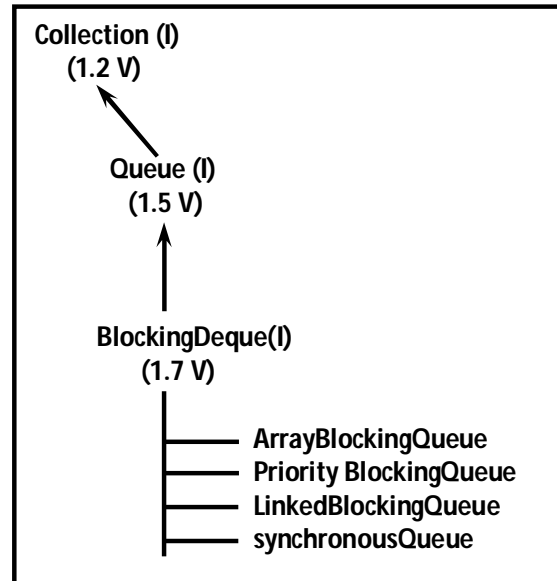 Collection (I)
(1.2 V)
Queue (I)
(1.5 V)
BlockingDeque(I)
(1.7 V)
ArrayBlockingQueue
Priority BlockingQueue
LinkedBlockingQueue
synchronousQueue